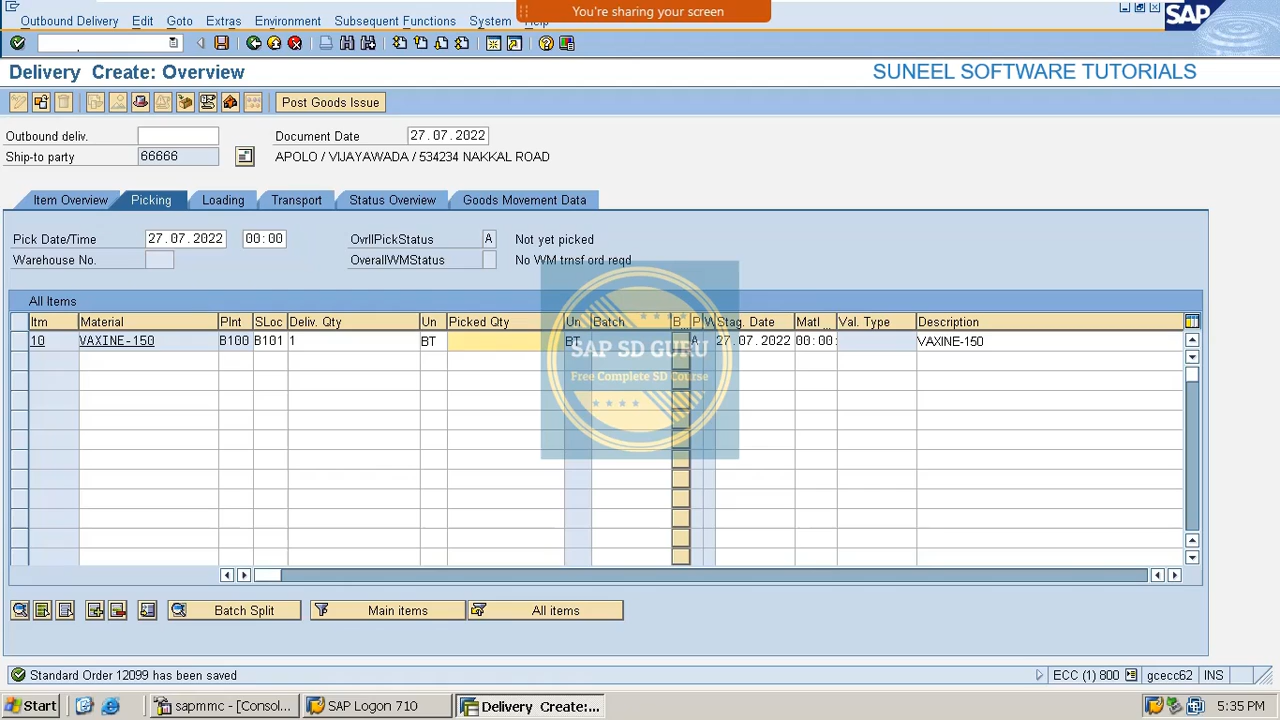 You're sharing your screen
Outbound Delivery Edit Goto Extras Environment Subsequent Functions System Help
SAP
Delivery Create: Overview
SUNEEL SOFTWARE TUTORIALS
Post Goods Issue
Outbound deliv. Document Date 27.07.2022
Ship-to party 66666 APOLO / VIJAYAWADA / 534234 NAKKAL ROAD
Item Overview Picking Loading Transport Status Overview Goods Movement Data
Pick Date/Time 27.07.2022 00:00 OvrllPickStatus A Not yet picked
Warehouse No. OverallWMStatus No WM trnsf ord reqd
All Items
Itm Material Plnt SLoc Deliv. Qty Un Picked Qty Un Batch B... P W Stag. Date Matl ... Val. Type Description
10 VAXINE-150 B100 B101 1 BT BT A 27.07.2022 00:00: VAXINE-150
SAP SD GURU
Free Complete SD Course
Batch Split Main items All items
Standard Order 12099 has been saved ECC (1) 800 gcecc62 INS
Start sapmmc - [Consol... SAP Logon 710 Delivery Create:... 5:35 PM